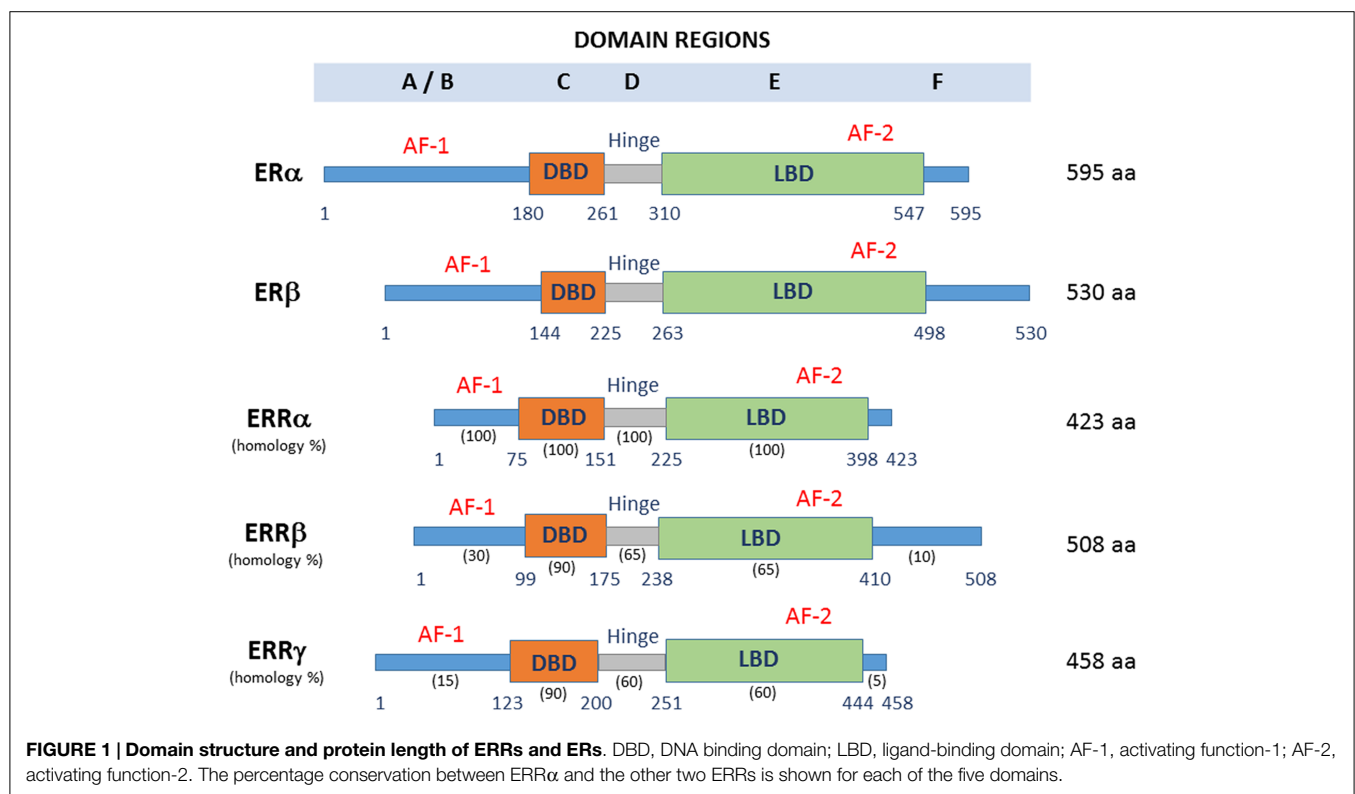 DOMAIN REGIONS
A / B C D E F
AF-1 Hinge AF-2
ERα DBD LBD 595 aa
1 180 261 310 547 595
AF-1 Hinge AF-2
ERβ DBD LBD 530 aa
1 144 225 263 498 530
AF-1 Hinge AF-2
ERRα DBD LBD 423 aa
(homology %) (100) (100) (100) (100)
1 75 151 225 398 423
AF-1 Hinge AF-2
ERRβ DBD LBD 508 aa
(homology %) (30) (90) (65) (65) (10)
1 99 175 238 410 508
AF-1 Hinge AF-2
ERRγ DBD LBD 458 aa
(homology %) (15) (90) (60) (60) (5)
1 123 200 251 444 458
FIGURE 1 | Domain structure and protein length of ERRs and ERs. DBD, DNA binding domain; LBD, ligand-binding domain; AF-1, activating function-1; AF-2,
activating function-2. The percentage conservation between ERRα and the other two ERRs is shown for each of the five domains.